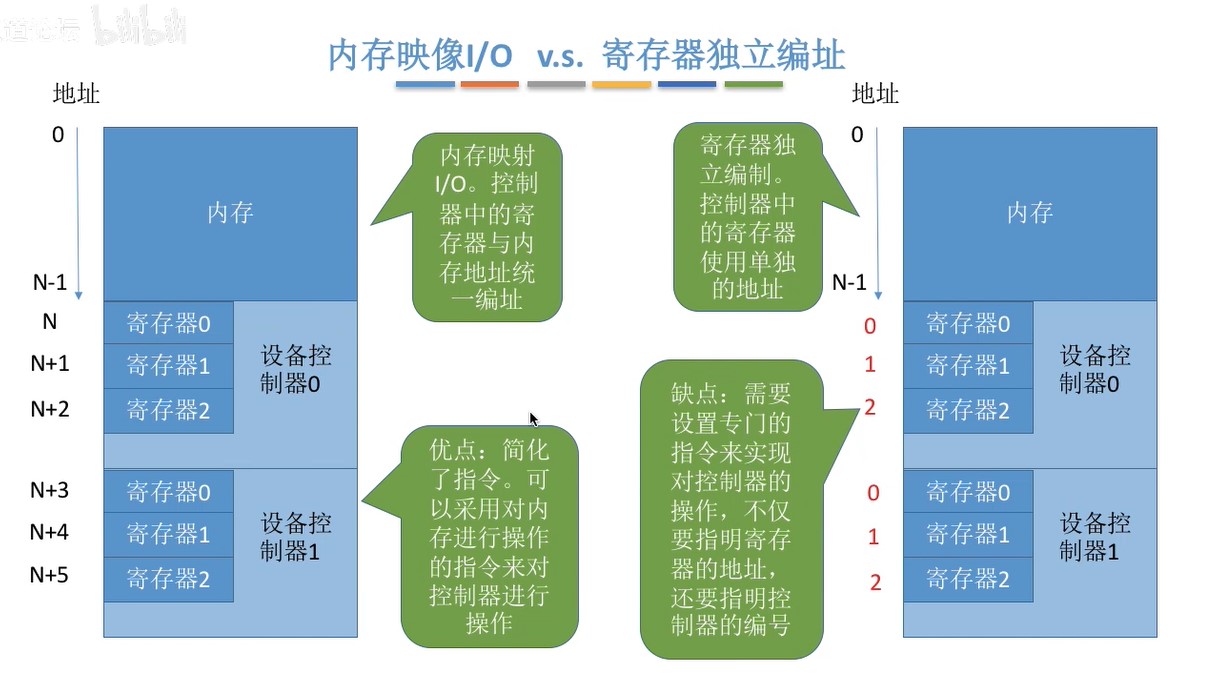 道论坛 bilibili
内存映像I/O v.s. 寄存器独立编址
地址
0
内存
N-1
N
寄存器0
N+1
寄存器1
N+2
寄存器2
设备控
制器0
N+3
寄存器0
N+4
寄存器1
N+5
寄存器2
设备控
制器1
内存映射
I/O。控制
器中的寄
存器与内
存地址统
一编址
优点：简化
了指令。可
以采用对内
存进行操作
的指令来对
控制器进行
操作
寄存器独
立编制。
控制器中
的寄存器
使用单独
的地址
缺点：需要
设置专门的
指令来实现
对控制器的
操作，不仅
要指明寄存
器的地址，
还要指明控
制器的编号
地址
0
内存
N-1
0
寄存器0
1
寄存器1
2
寄存器2
设备控
制器0
0
寄存器0
1
寄存器1
2
寄存器2
设备控
制器1